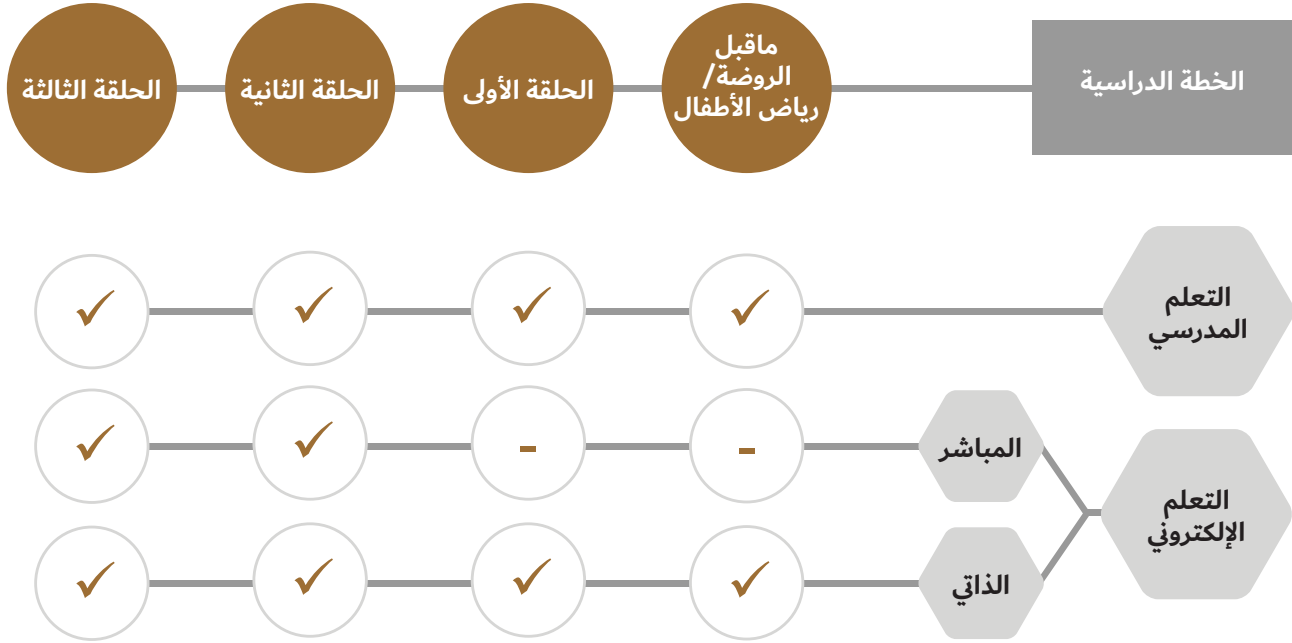 الخطة الدراسية
ماقبل
الروضة/
رياض الأطفال
الحلقة الأولى
الحلقة الثانية
الحلقة الثالثة
التعلم
المدرسي
✓
✓
✓
✓
التعلم
الإلكتروني
المباشر
-
-
✓
✓
الذاتي
✓
✓
✓
✓